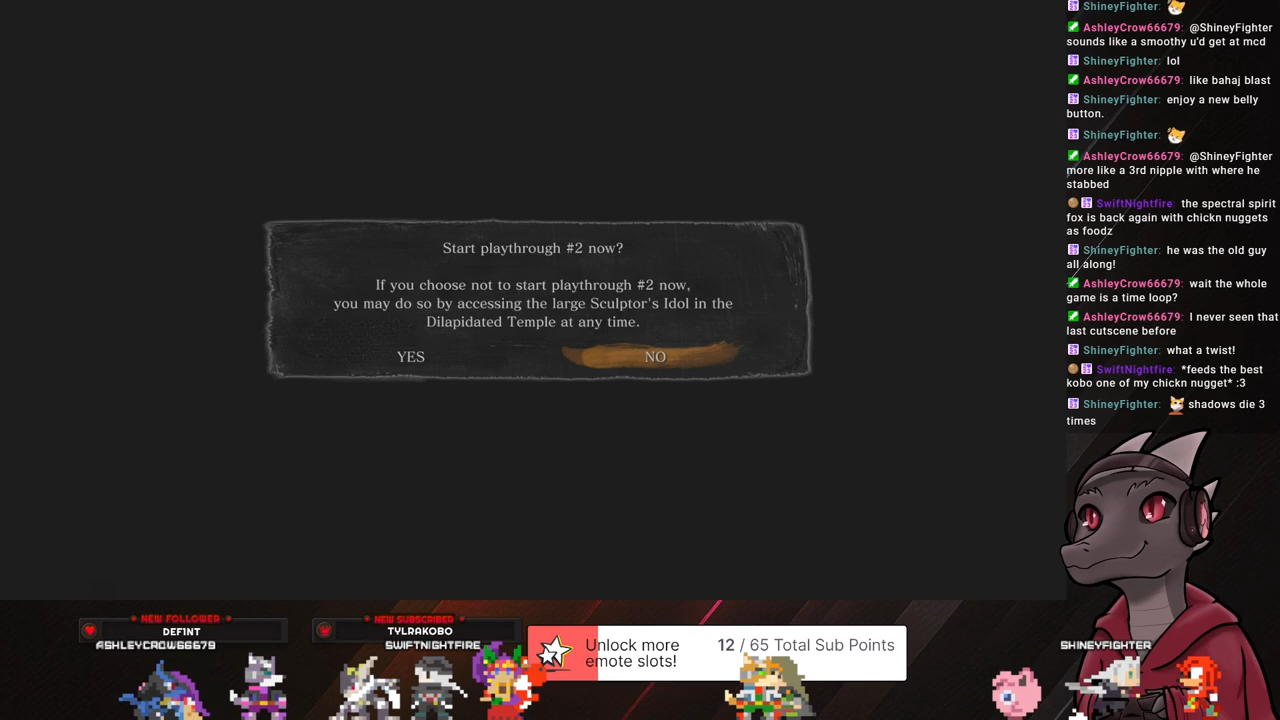 Start playthrough #2 now?
If you choose not to start playthrough #2 now,
you may do so by accessing the large Sculptor's Idol in the
Dilapidated Temple at any time.
YES
NO
ShineyFighter:
AshleyCrow66679: @ShineyFighter
sounds like a smoothy u'd get at mcd
ShineyFighter: lol
AshleyCrow66679: like bahaj blast
ShineyFighter: enjoy a new belly
button.
ShineyFighter:
AshleyCrow66679: @ShineyFighter
more like a 3rd nipple with where he
stabbed
SwiftNightfire: the spectral spirit
fox is back again with chickn nuggets
as foodz
ShineyFighter: he was the old guy
all along!
AshleyCrow66679: wait the whole
game is a time loop?
AshleyCrow66679: I never seen that
last cutscene before
ShineyFighter: what a twist!
SwiftNightfire: *feeds the best
kobo one of my chickn nugget* :3
ShineyFighter: shadows die 3
times
NEW FOLLOWER
DEF1NT
NEW SUBSCRIBER
TYLRAKOBO
Unlock more
emote slots!
12 / 65 Total Sub Points
ASHLEYCROW66679
SWIFTNIGHTFIRE
SHINEYFIGHTER